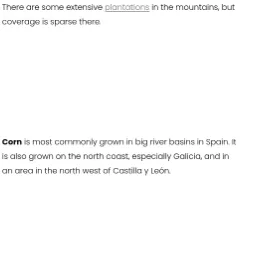 There are some extensive plantations in the mountains, but
coverage is sparse there.
Corn is most commonly grown in big river basins in Spain. It
is also grown on the north coast, especially Galicia, and in
an area in the north west of Castilla y León.